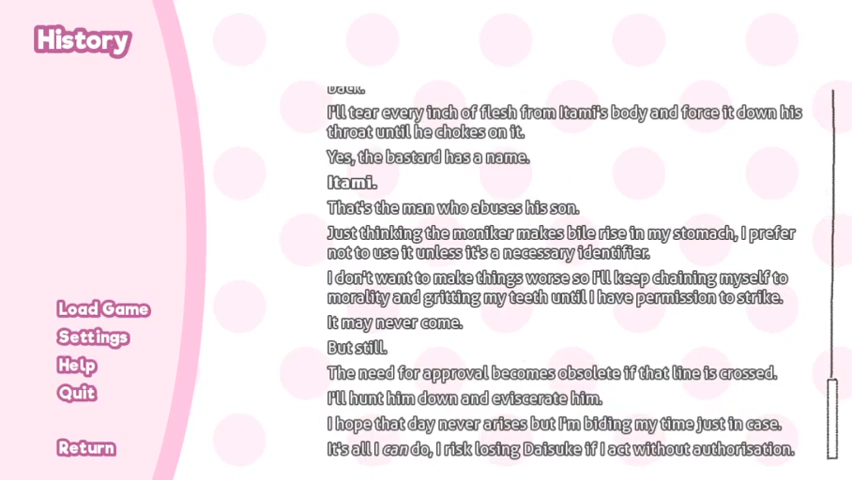 History
back.
I'll tear every inch of flesh from Itami's body and force it down his
throat until he chokes on it.
Yes, the bastard has a name.
Itami.
That's the man who abuses his son.
Just thinking the moniker makes bile rise in my stomach, I prefer
not to use it unless it's a necessary identifier.
I don't want to make things worse so I'll keep chaining myself to
morality and gritting my teeth until I have permission to strike.
It may never come.
But still.
The need for approval becomes obsolete if that line is crossed.
I'll hunt him down and eviscerate him.
I hope that day never arises but I'm biding my time just in case.
It's all I can do, I risk losing Daisuke if I act without authorisation.
Load Game
Settings
Help
Quit
Return